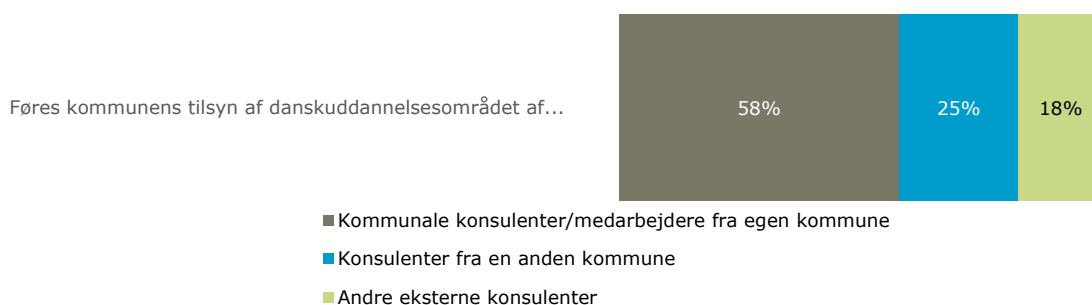 Føres kommunens tilsyn af danskuddannelsesområdet af...
58%
25%
18%
Kommunale konsulenter/medarbejdere fra egen kommune
Konsulenter fra en anden kommune
Andre eksterne konsulenter